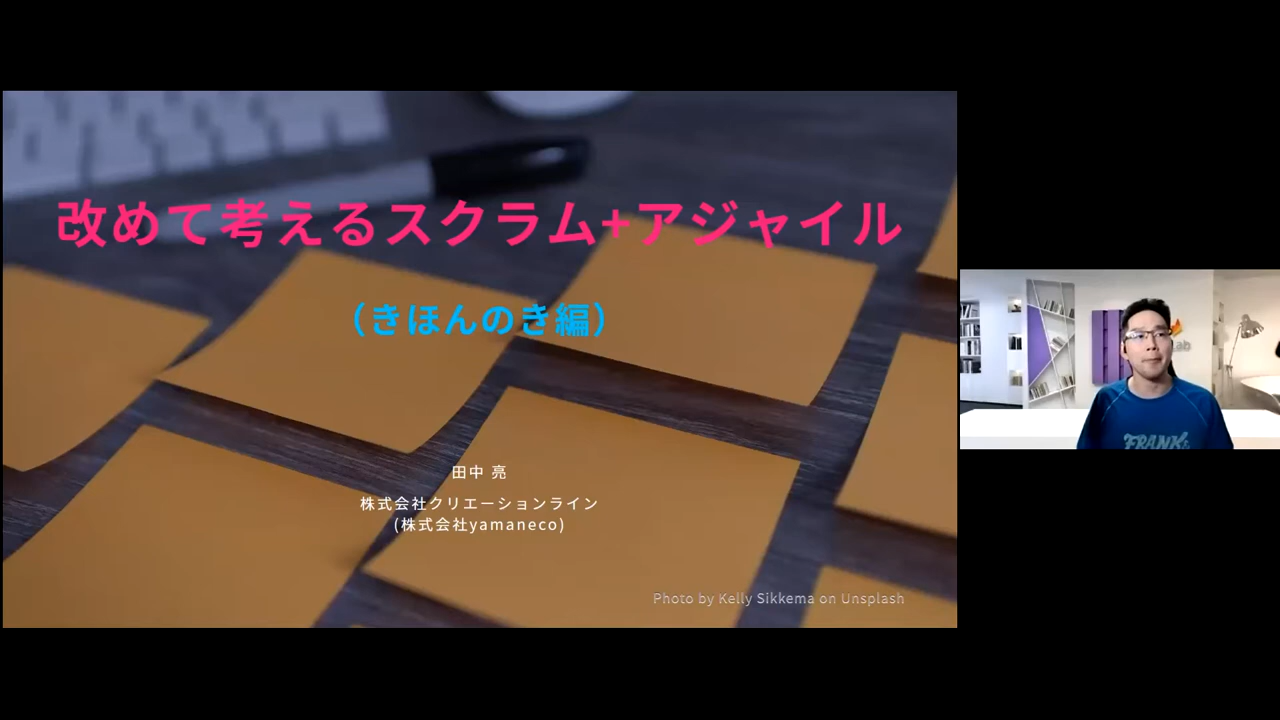 改めて考えるスクラム+アジャイル
（きほんのき編）
田中 亮
株式会社クリエーションライン
(株式会社yamaneco)
Photo by Kelly Sikkema on Unsplash
ab
FRANK&